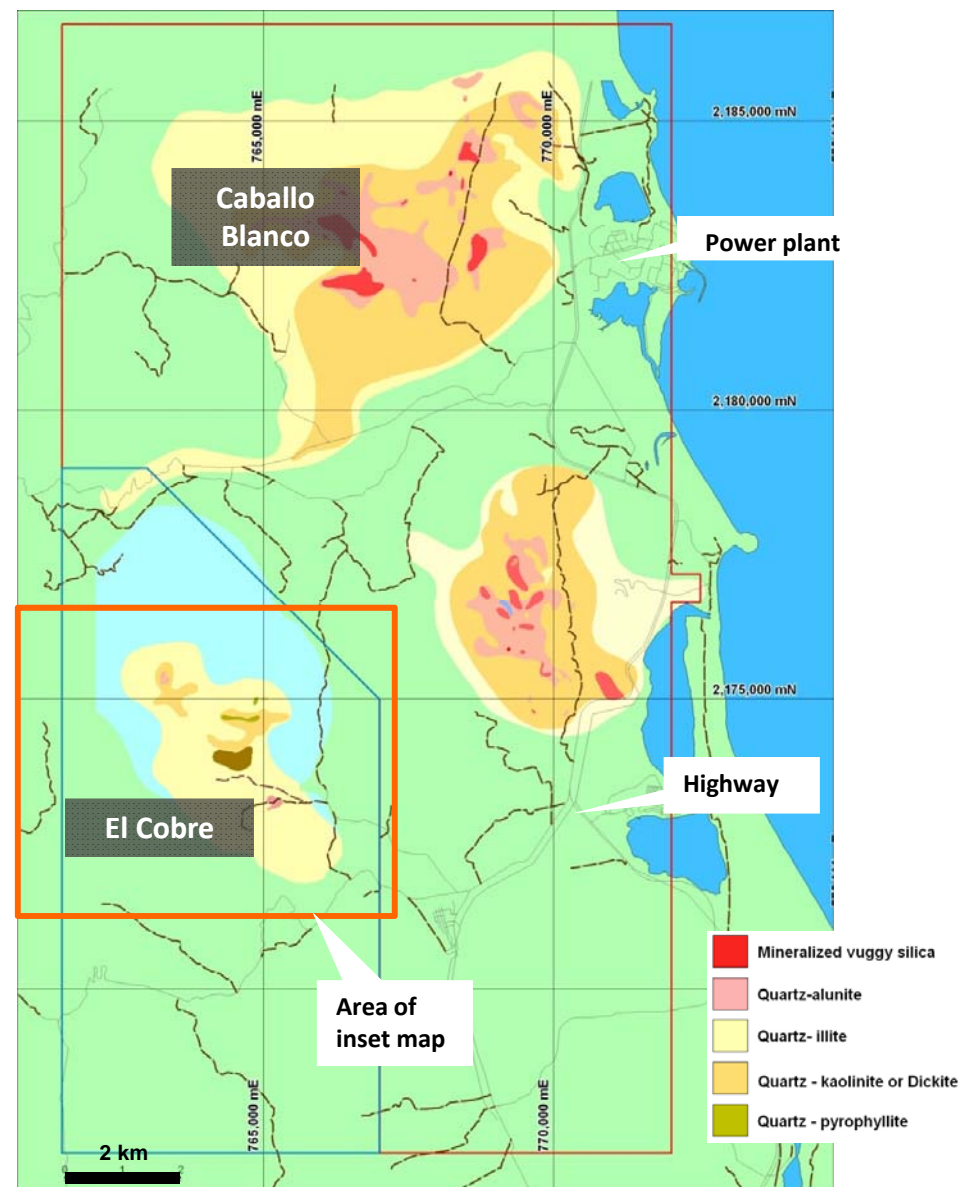 765,000 mE
770,000 mE
2,185,000 mN
Caballo
Blanco
Power plant
2,180,000 mN
2,175,000 mN
Highway
El Cobre
Mineralized vuggy silica
Quartz-alunite
Area of
inset map
Quartz- illite
Quartz - kaolinite or Dickite
765,000 mE
770,000 mE
Quartz - pyrophyllite
2 km
0 1 2